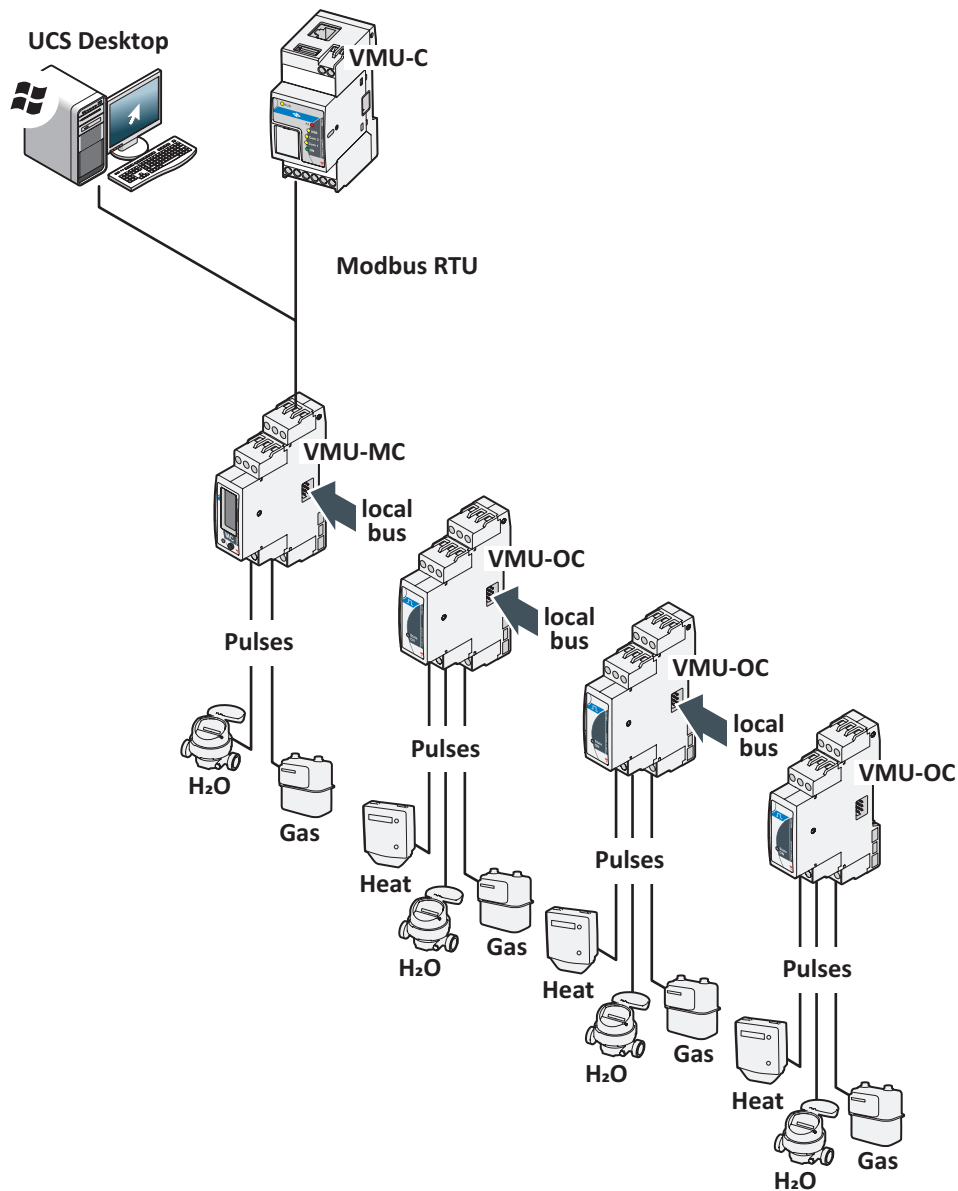 UCS Desktop
VMU-C
Modbus RTU
VMU-MC
local
bus
VMU-OC
Pulses
local
bus
VMU-OC
H₂O
Gas
Pulses
local
bus
VMU-OC
Heat
H₂O
Gas
Pulses
Heat
H₂O
Gas
Pulses
Heat
H₂O
Gas